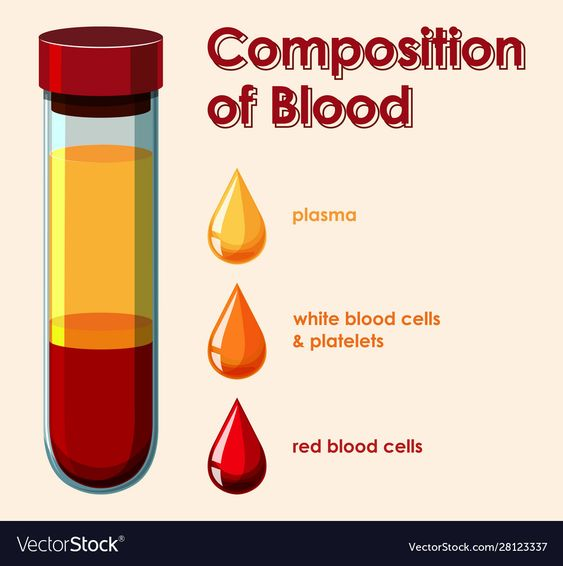 Composition
of Blood
plasma
white blood cells
& platelets
red blood cells
VectorStock®
VectorStock.com/28123337